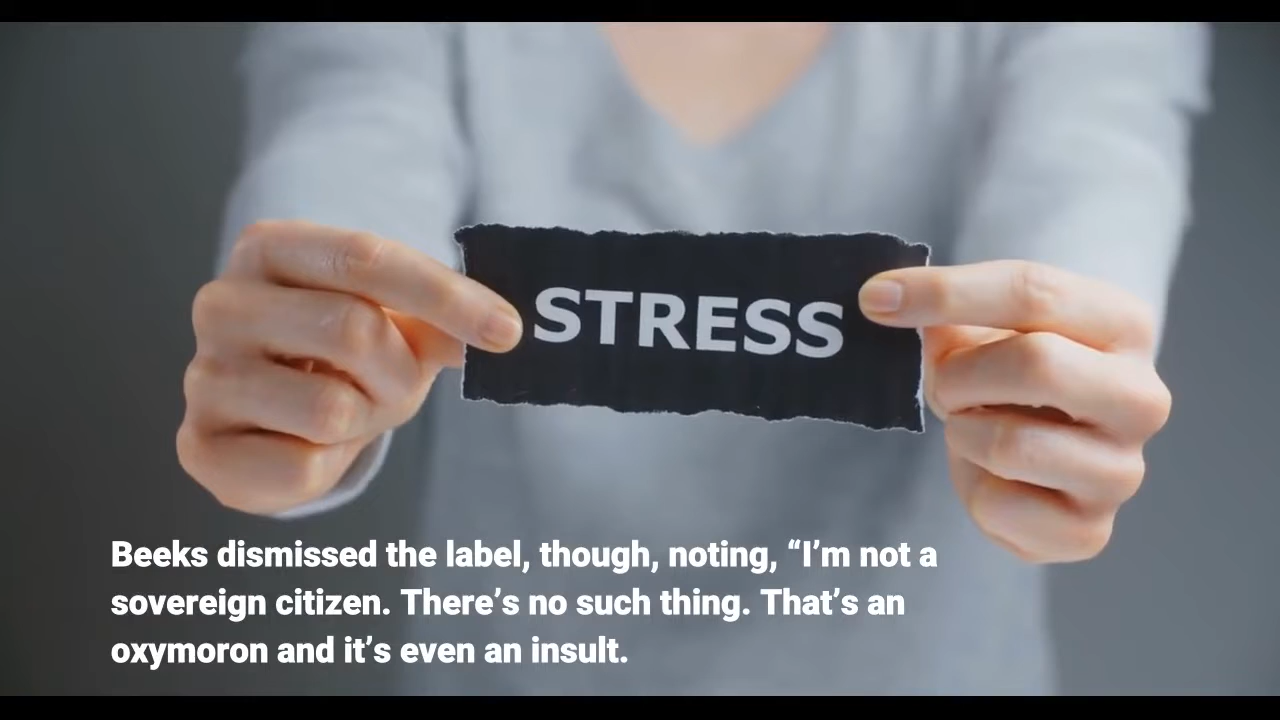 STRESS
Beeks dismissed the label, though, noting, “I’m not a
sovereign citizen. There’s no such thing. That’s an
oxymoron and it’s even an insult.